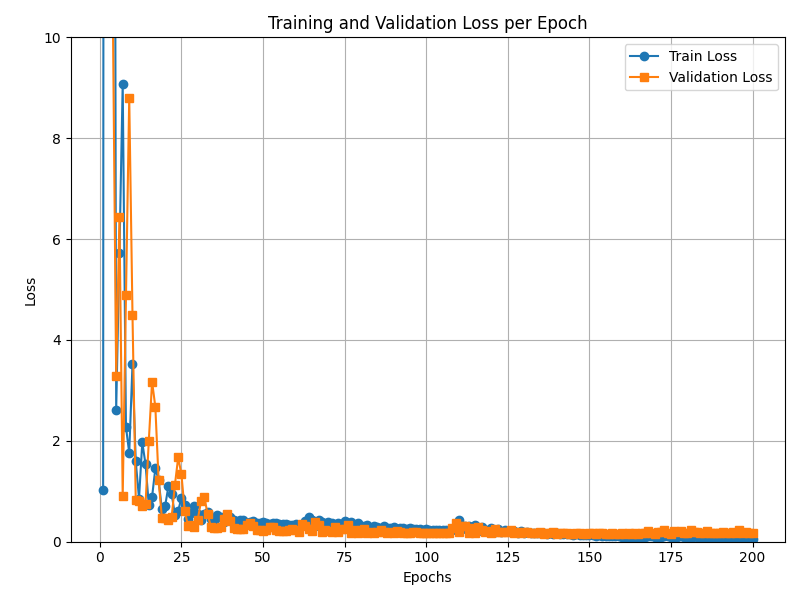 Training and Validation Loss per Epoch
Train Loss
Validation Loss
Loss
10
8
6
4
2
0
0 25 50 75 100 125 150 175 200
Epochs